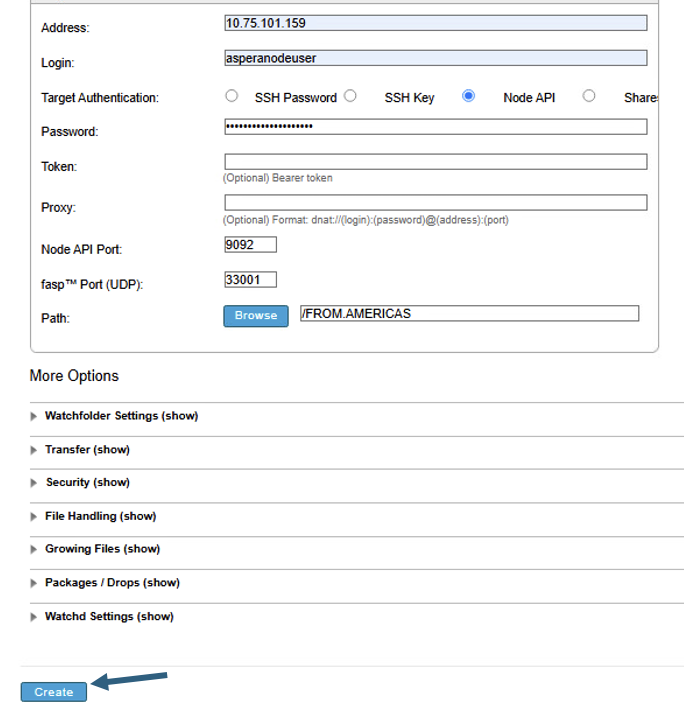 Address: 10.75.101.159
Login: asperanodeuser
Target Authentication: SSH Password SSH Key Node API Share
Password: ••••••••••••••••••••
Token:
(Optional) Bearer token
Proxy:
(Optional) Format: dnat://(login):(password)@(address):(port)
Node API Port: 9092
fasp™ Port (UDP): 33001
Path: Browse /FROM.AMERICAS
More Options
Watchfolder Settings (show)
Transfer (show)
Security (show)
File Handling (show)
Growing Files (show)
Packages / Drops (show)
Watchd Settings (show)
Create